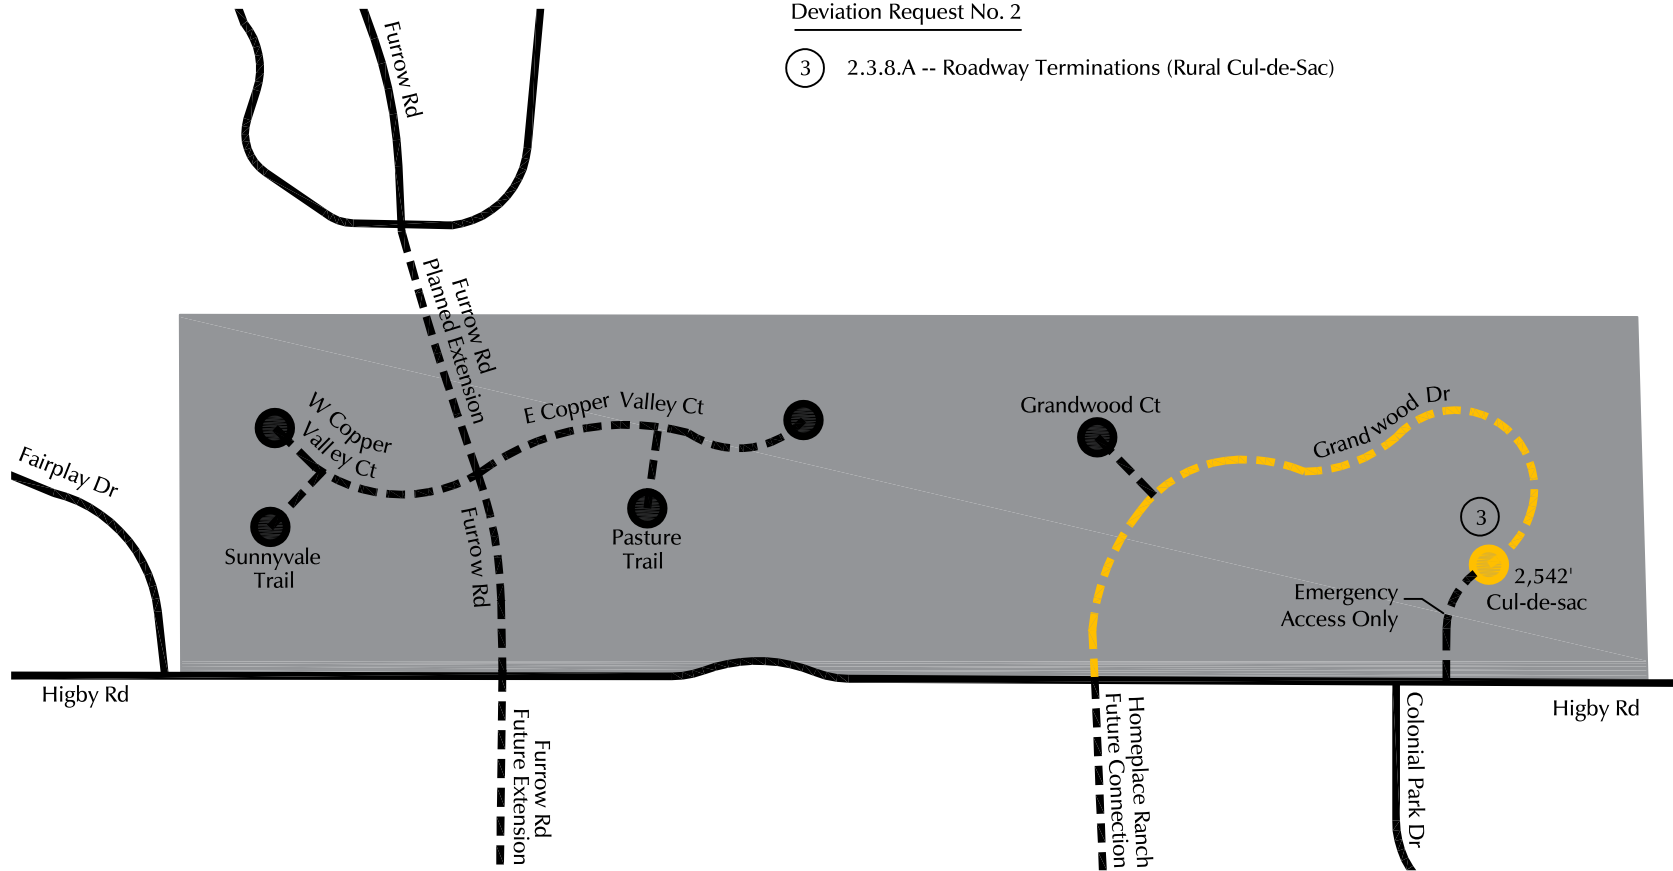 Deviation Request No. 2
3 2.3.8.A -- Roadway Terminations (Rural Cul-de-Sac)
Furrow Rd
Furrow Rd
Planned Extension
W Copper
Valley Ct
E Copper Valley Ct
Grandwood Ct
Grandwood Dr
Fairplay Dr
Sunnyvale
Trail
Furrow Rd
Pasture
Trail
3
2,542'
Cul-de-sac
Emergency
Access Only
Higby Rd
Higby Rd
Furrow Rd
Future Extension
Homeplace Ranch
Future Connection
Colonial Park Dr